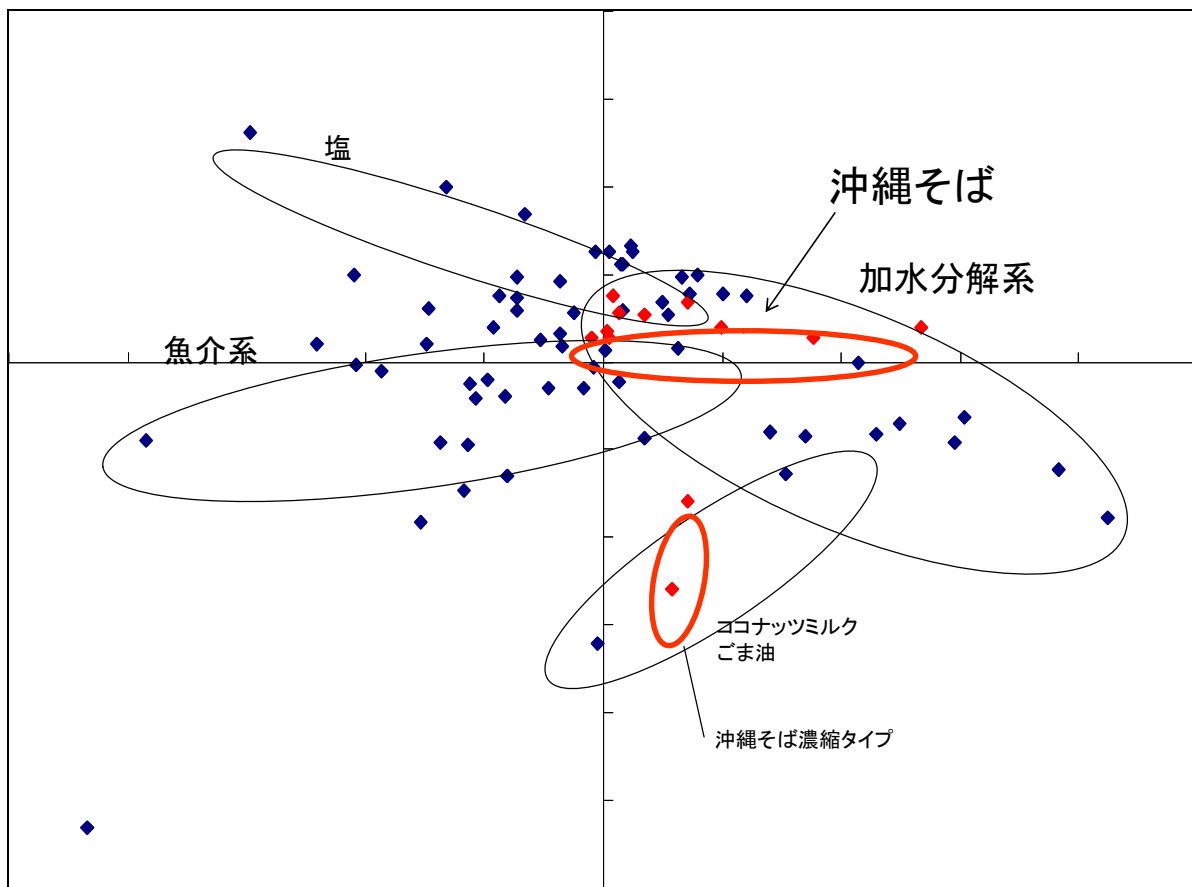 塩
沖縄そば
加水分解系
魚介系
ココナッツミルク
ごま油
沖縄そば濃縮タイプ